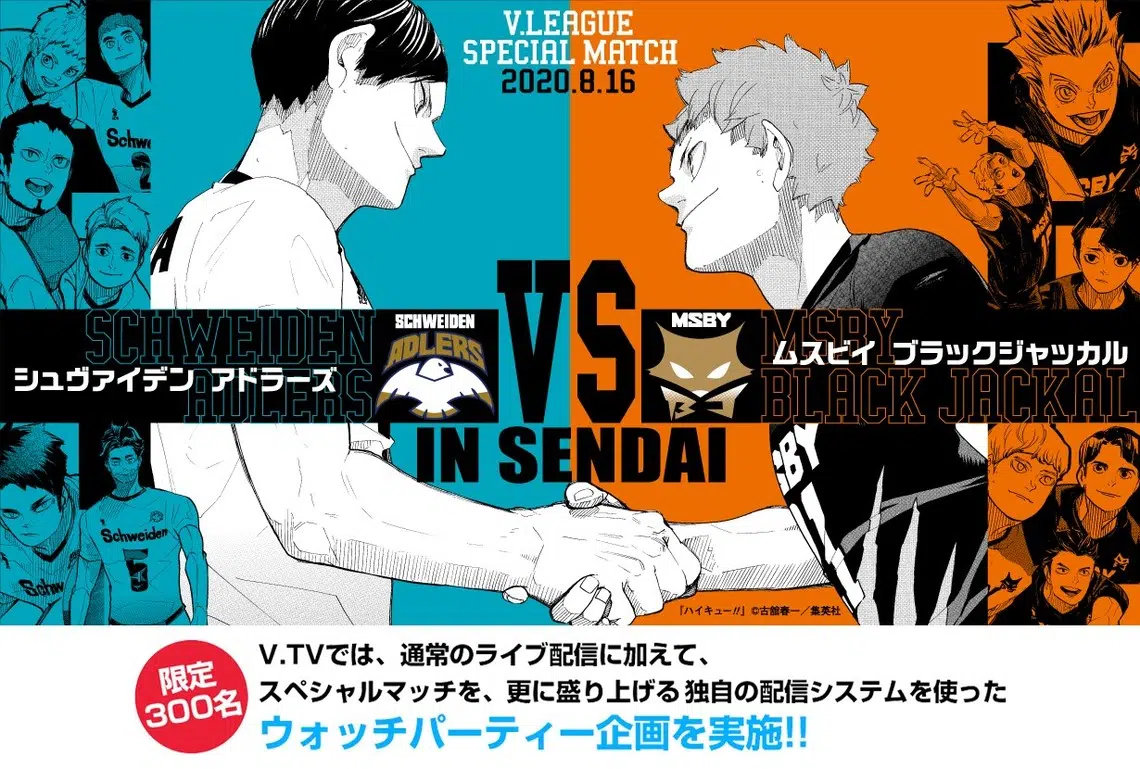 V.LEAGUE
SPECIAL MATCH
2020.8.16
Schwe
2
MSBY
VS
SCHWEIDEN
ADLERS
シュヴァイデン アドラーズ
SCHWEIDEN
ADLERS
MSBY
MSBY
BLACK JACKAL
ムスビイ ブラックジャッカル
IN SENDAI
SBY
Schweiden
5
Schw
『ハイキュー!!』©古舘春一／集英社
限定
300名
V.TVでは、通常のライブ配信に加えて、
スペシャルマッチを、更に盛り上げる独自の配信システムを使った
ウォッチパーティー企画を実施!!